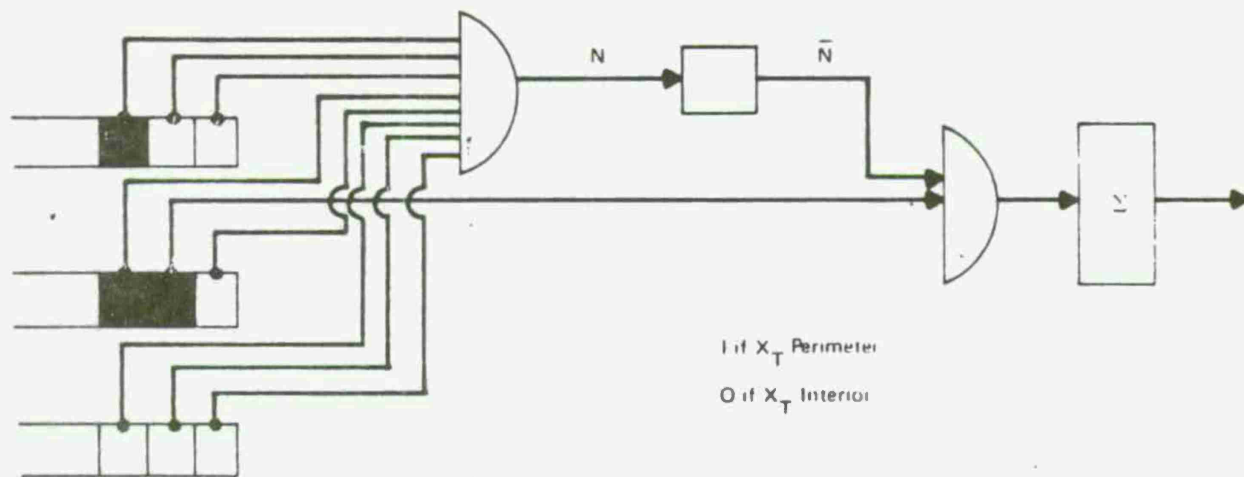 N
N̄
Σ
1 if X_T Perimeter
0 if X_T Interior